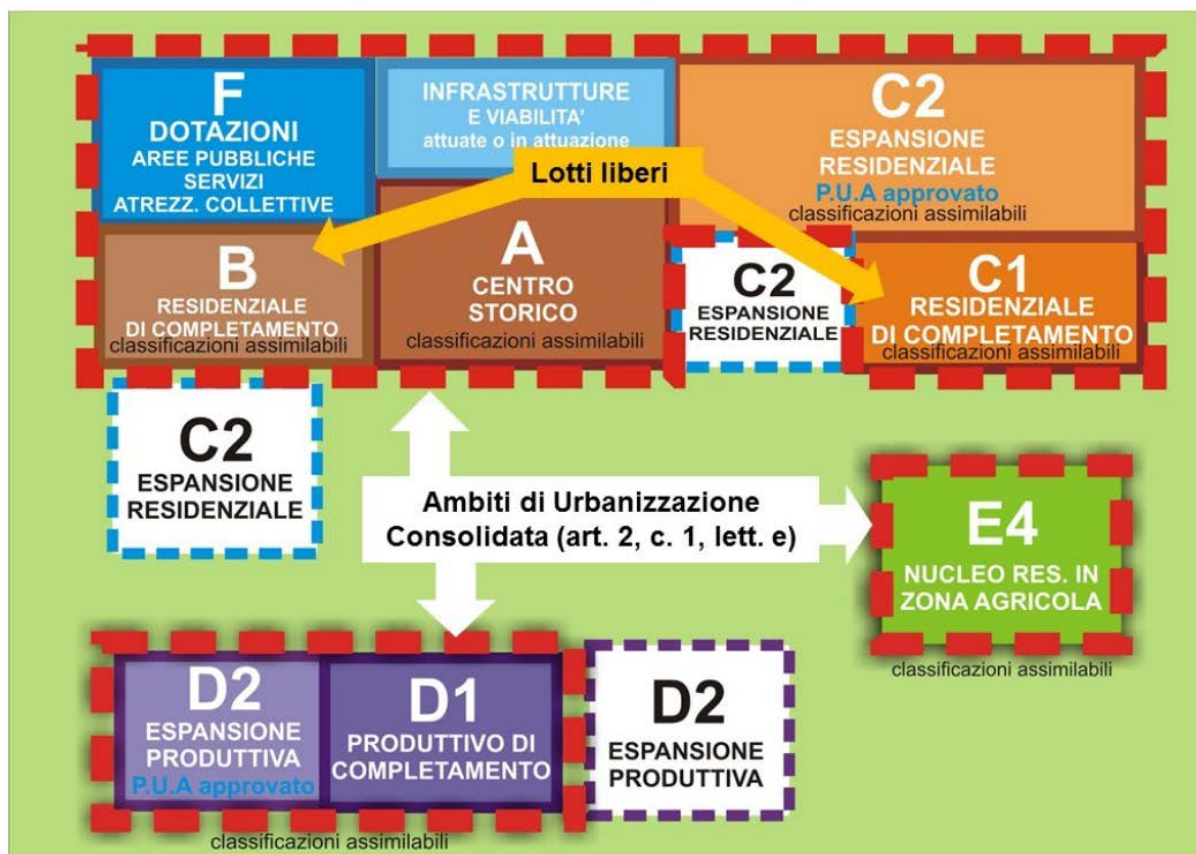 F
DOTAZIONI
AREE PUBBLICHE
SERVIZI
ATREZZ. COLLETTIVE
INFRASTRUTTURE
E VIABILITA'
attuate o in attuazione
C2
ESPANSIONE
RESIDENZIALE
P.U.A approvato
classificazioni assimilabili
Lotti liberi
B
RESIDENZIALE
DI COMPLETAMENTO
classificazioni assimilabili
A
CENTRO
STORICO
classificazioni assimilabili
C2
ESPANSIONE
RESIDENZIALE
C1
RESIDENZIALE
DI COMPLETAMENTO
classificazioni assimilabili
C2
ESPANSIONE
RESIDENZIALE
Ambiti di Urbanizzazione
Consolidata (art. 2, c. 1, lett. e)
E4
NUCLEO RES. IN
ZONA AGRICOLA
classificazioni assimilabili
D2
ESPANSIONE
PRODUTTIVA
P.U.A approvato
D1
PRODUTTIVO DI
COMPLETAMENTO
classificazioni assimilabili
D2
ESPANSIONE
PRODUTTIVA